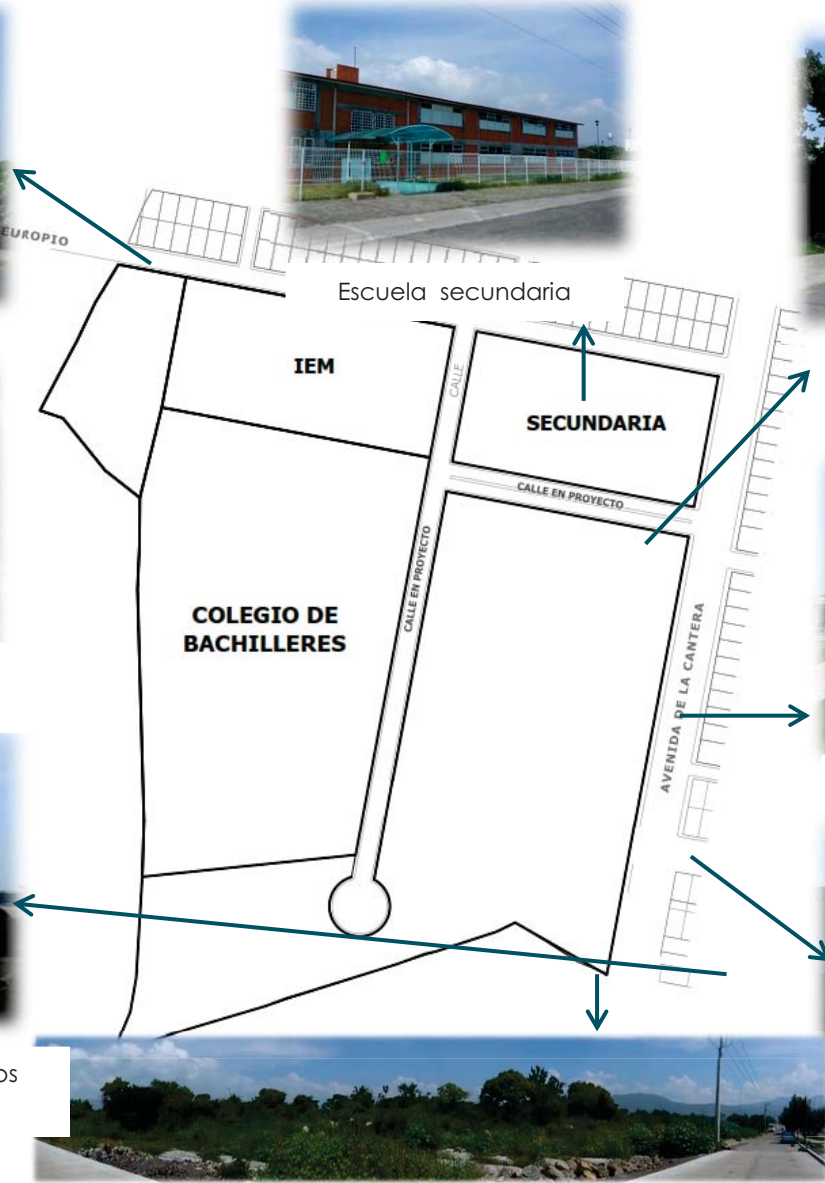 EUROPIO
Escuela secundaria
IEM
CALLE
SECUNDARIA
CALLE EN PROYECTO
CALLE EN PROYECTO
COLEGIO DE
BACHILLERES
AVENIDA DE LA CANTERA
os